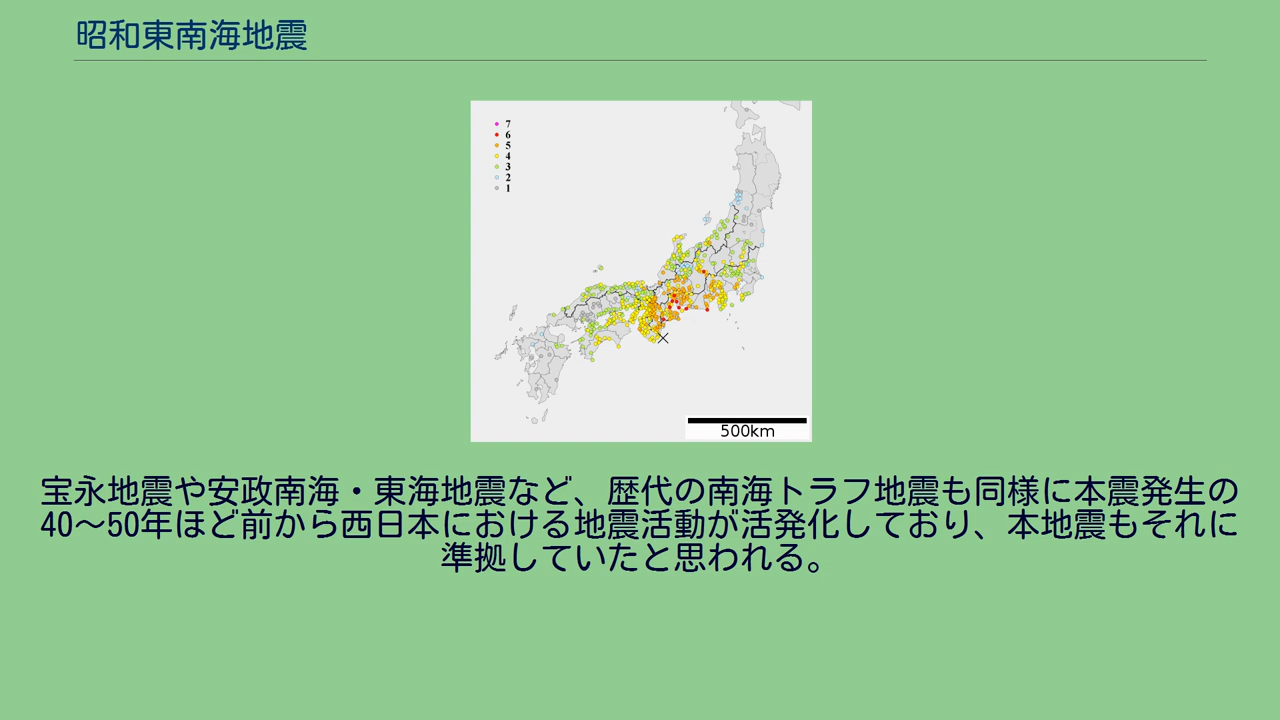 昭和東南海地震
7
6
5
4
3
2
1
500km
宝永地震や安政南海・東海地震など、歴代の南海トラフ地震も同様に本震発生の
40～50年ほど前から西日本における地震活動が活発化しており、本地震もそれに
準拠していたと思われる。